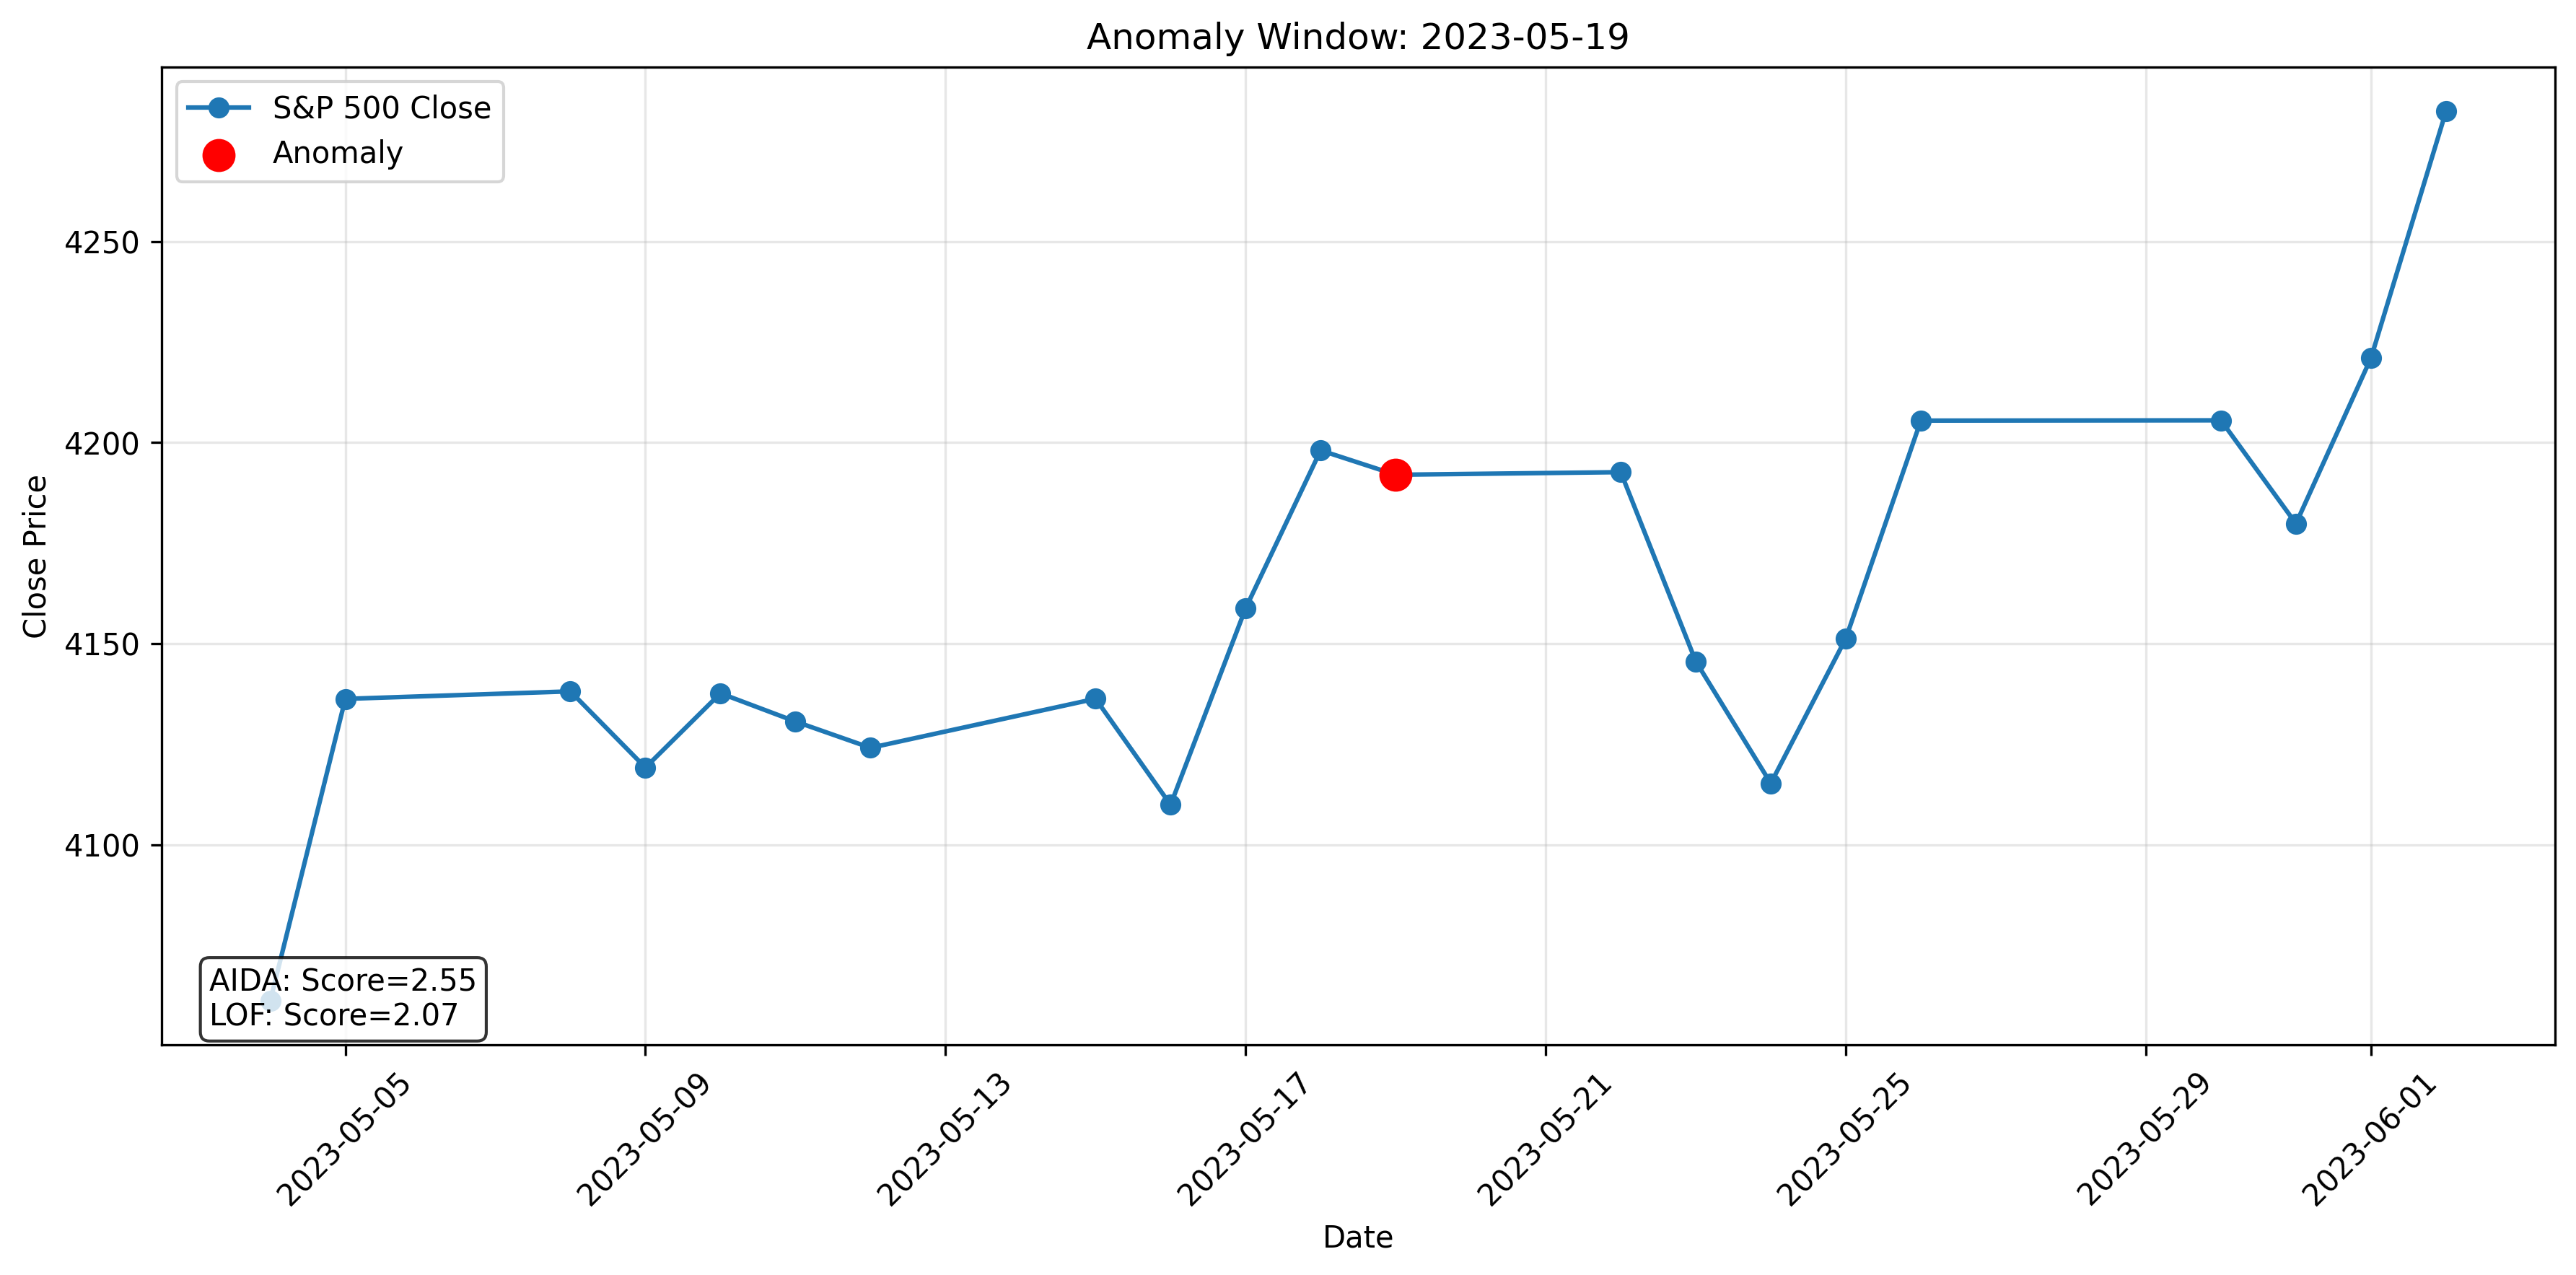 Anomaly Window: 2023-05-19
S&P 500 Close
Anomaly
4250
4200
4150
4100
Close Price
AIDA: Score=2.55
LOF: Score=2.07
2023-05-05
2023-05-09
2023-05-13
2023-05-17
2023-05-21
2023-05-25
2023-05-29
2023-06-01
Date